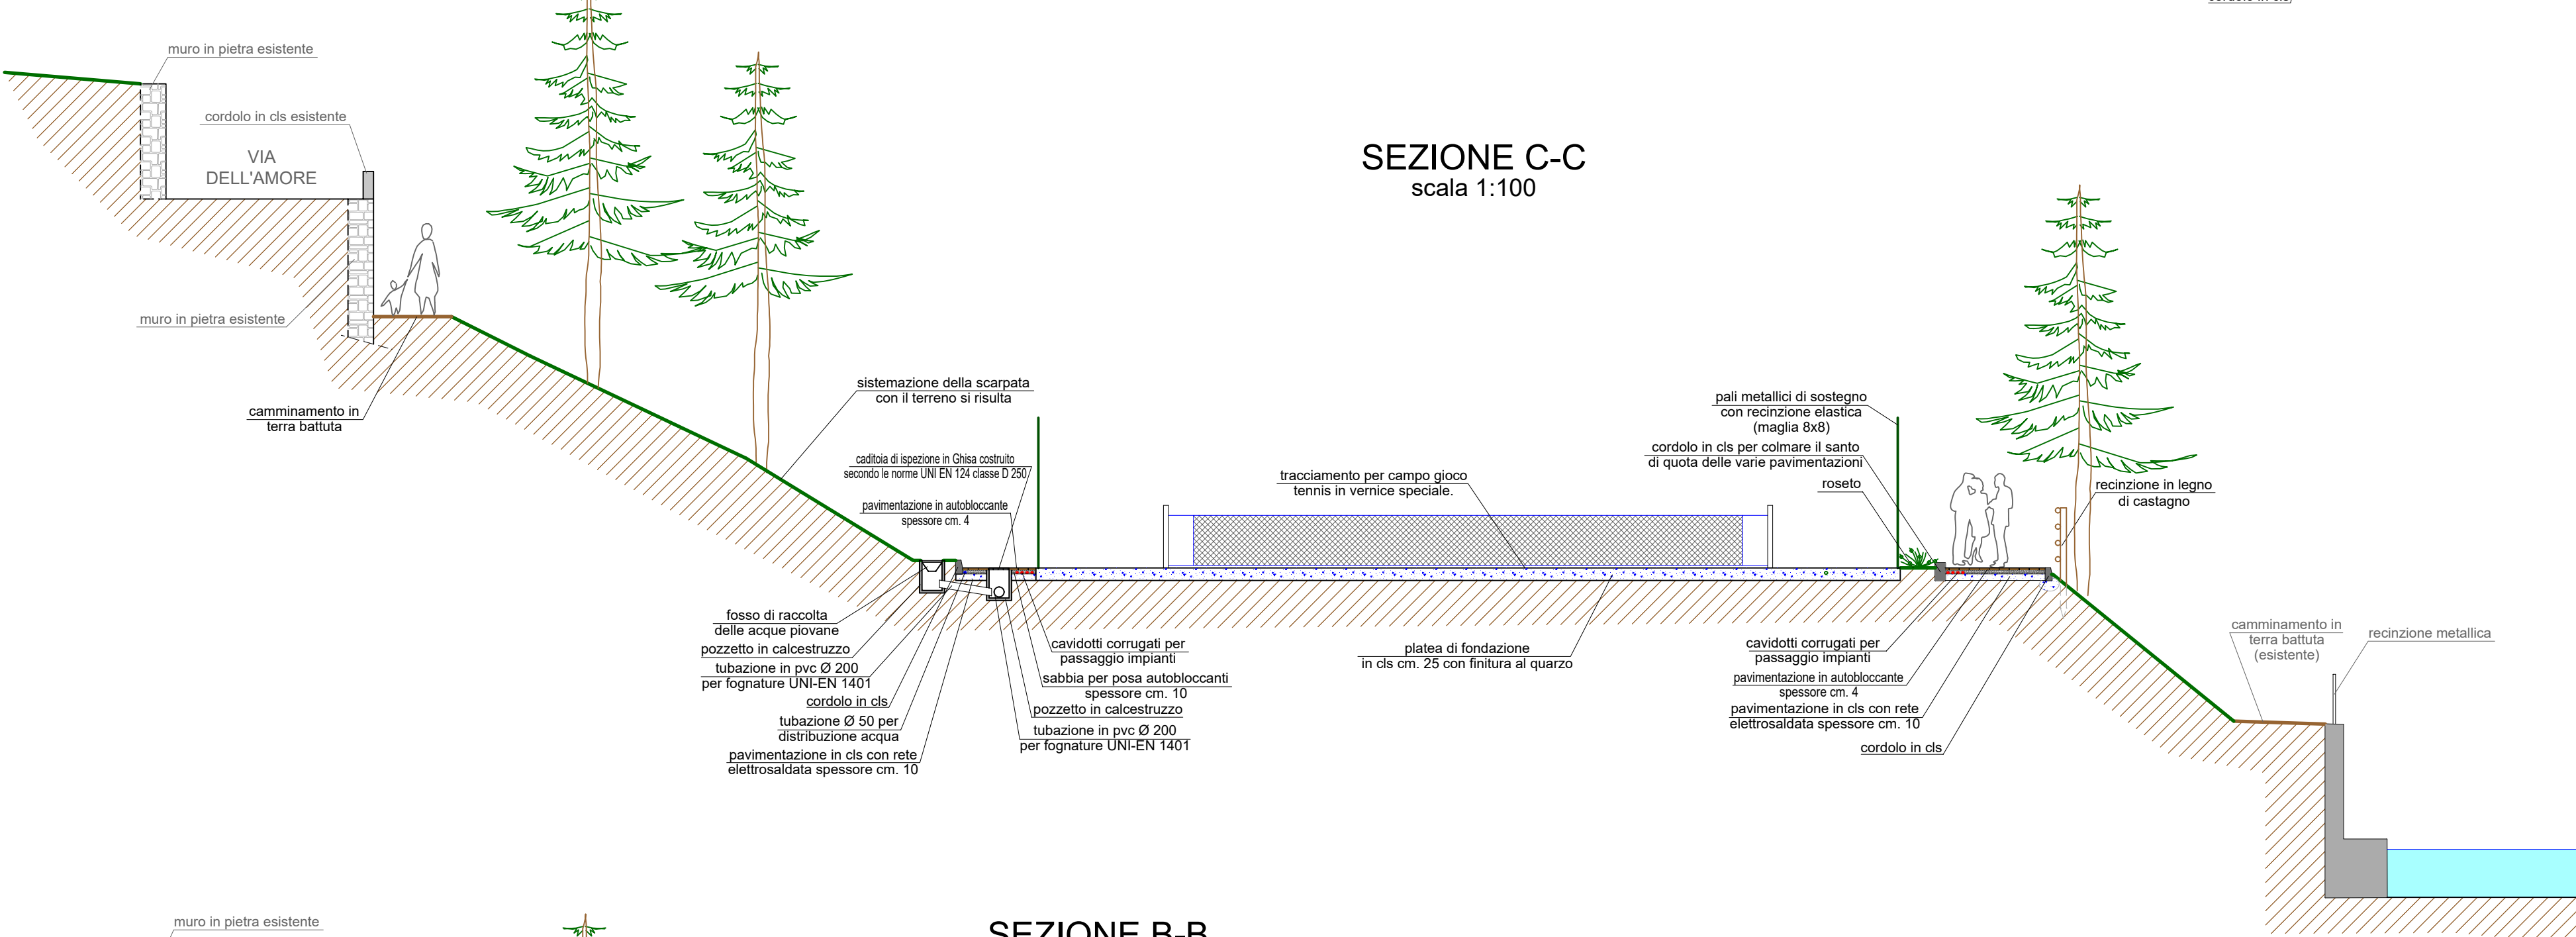 cordolo in cls
muro in pietra esistente
cordolo in cls esistente
VIA
DELL'AMORE
SEZIONE C-C
scala 1:100
muro in pietra esistente
camminamento in
terra battuta
sistemazione della scarpata
con il terreno si risulta
caditoia di ispezione in Ghisa costruito
secondo le norme UNI EN 124 classe D 250
pavimentazione in autobloccante
spessore cm. 4
tracciamento per campo gioco
tennis in vernice speciale.
pali metallici di sostegno
con recinzione elastica
(maglia 8x8)
cordolo in cls per colmare il santo
di quota delle varie pavimentazioni
roseto
recinzione in legno
di castagno
fosso di raccolta
delle acque piovane
pozzetto in calcestruzzo
tubazione in pvc Ø 200
per fognature UNI-EN 1401
cordolo in cls
tubazione Ø 50 per
distribuzione acqua
pavimentazione in cls con rete
elettrosaldata spessore cm. 10
cavidotti corrugati per
passaggio impianti
sabbia per posa autobloccanti
spessore cm. 10
pozzetto in calcestruzzo
tubazione in pvc Ø 200
per fognature UNI-EN 1401
platea di fondazione
in cls cm. 25 con finitura al quarzo
cavidotti corrugati per
passaggio impianti
pavimentazione in autobloccante
spessore cm. 4
pavimentazione in cls con rete
elettrosaldata spessore cm. 10
cordolo in cls
camminamento in
terra battuta
(esistente)
recinzione metallica
muro in pietra esistente
SEZIONE B-B